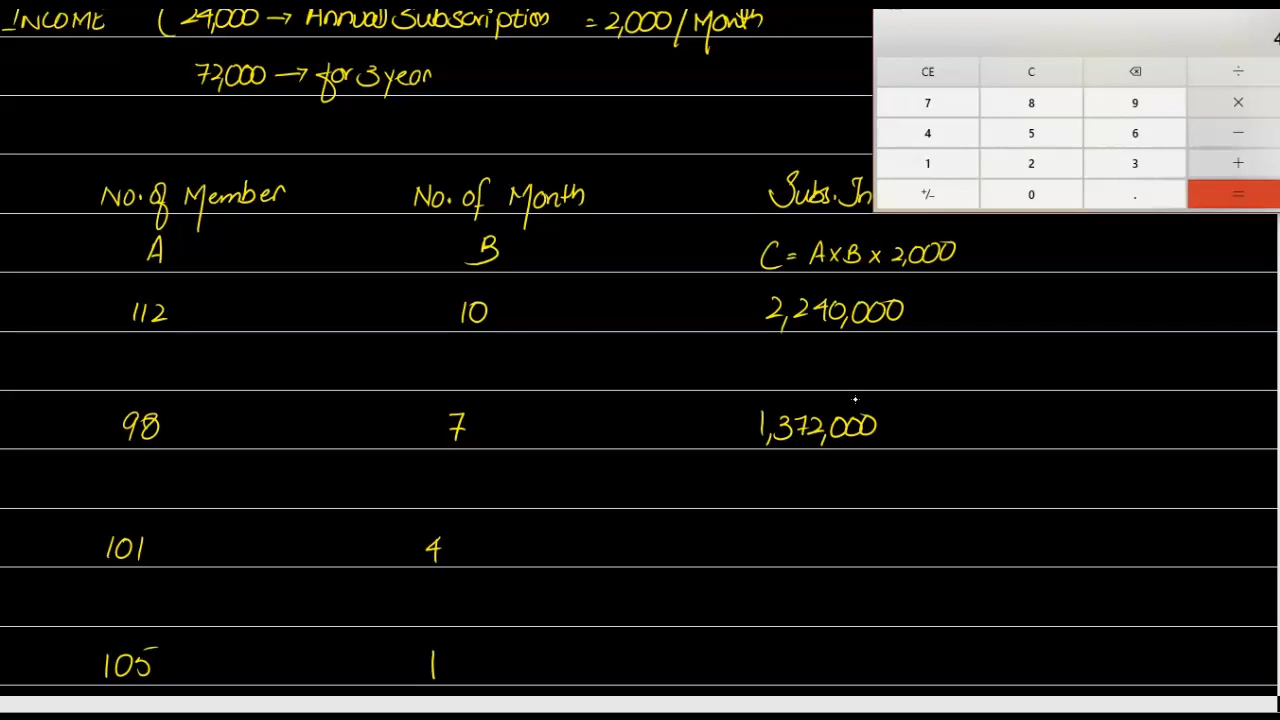 INCOME ( 24,000 → Annual Subscription = 2,000/Month
72,000 → for 3 year
4
CE C ⌫ ÷
7 8 9 ×
4 5 6 −
1 2 3 +
+/− 0 . =
No. of Member No. of Month Subs. In
A B C = A×B × 2,000
112 10 2,240,000
98 7 1,372,000
101 4
105 1